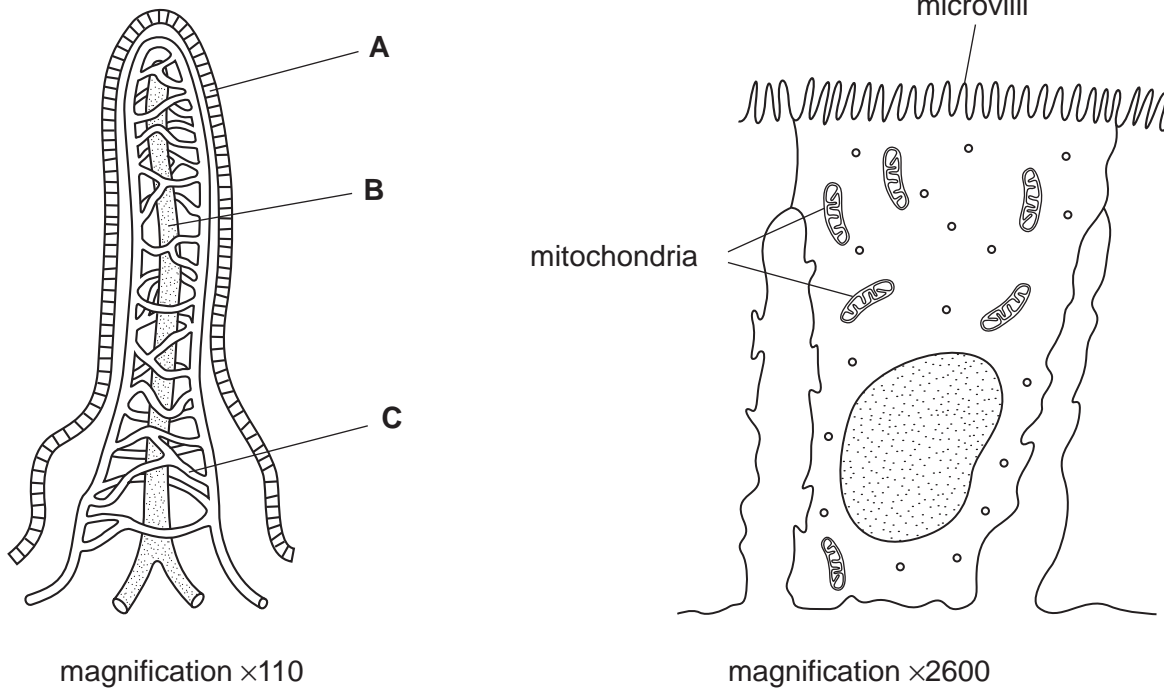 microvilli
A
B
mitochondria
C
magnification ×110
magnification ×2600